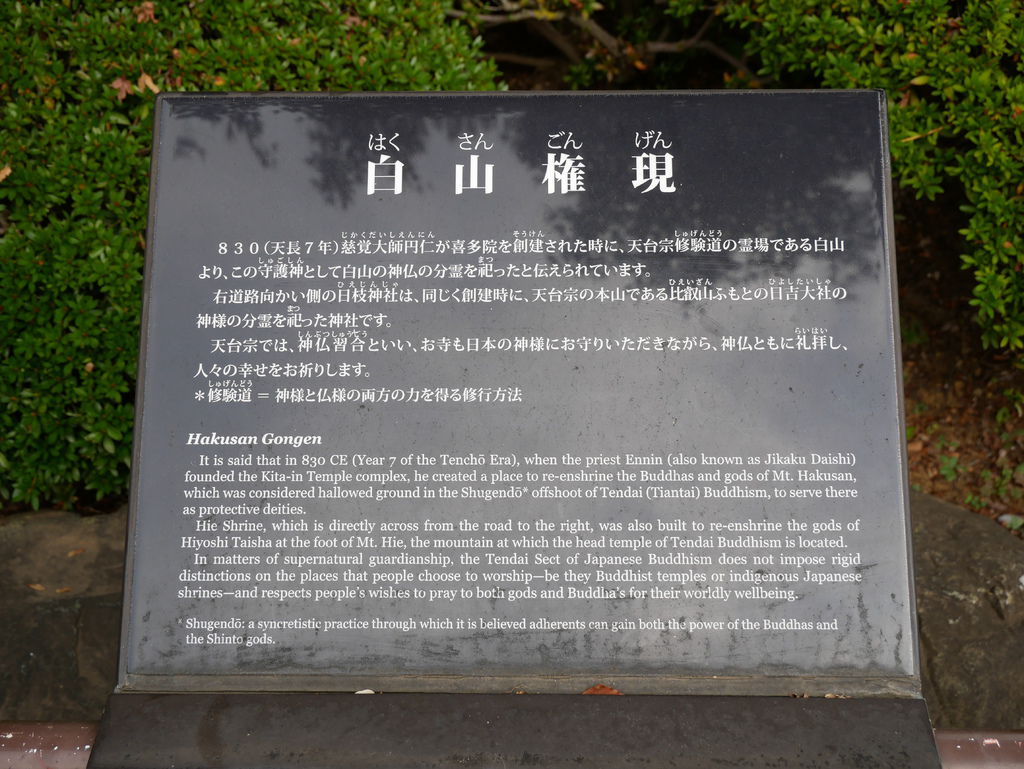 はく さん ごん げん
白山権現
じかくだいしえんにん そうけん しゅげんどう
830(天長7年)慈覚大師円仁が喜多院を創建された時に、天台宗修験道の霊場である白山
しゅごしん まつ
より、この守護神として白山の神仏の分霊を祀ったと伝えられています。
ひえじんじゃ ひえいざん ひよしたいしゃ
右道路向かい側の日枝神社は、同じく創建時に、天台宗の本山である比叡山ふもとの日吉大社の
まつ
神様の分霊を祀った神社です。
しんぶつしゅうごう らいはい
天台宗では、神仏習合といい、お寺も日本の神様にお守りいただきながら、神仏ともに礼拝し、
人々の幸せをお祈りします。
しゅげんどう
＊修験道 = 神様と仏様の両方の力を得る修行方法
Hakusan Gongen
It is said that in 830 CE (Year 7 of the Tenchō Era), when the priest Ennin (also known as Jikaku Daishi)
founded the Kita-in Temple complex, he created a place to re-enshrine the Buddhas and gods of Mt. Hakusan,
which was considered hallowed ground in the Shugendō* offshoot of Tendai (Tiantai) Buddhism, to serve there
as protective deities.
Hie Shrine, which is directly across from the road to the right, was also built to re-enshrine the gods of
Hiyoshi Taisha at the foot of Mt. Hie, the mountain at which the head temple of Tendai Buddhism is located.
In matters of supernatural guardianship, the Tendai Sect of Japanese Buddhism does not impose rigid
distinctions on the places that people choose to worship—be they Buddhist temples or indigenous Japanese
shrines—and respects people's wishes to pray to both gods and Buddha's for their worldly wellbeing.
* Shugendō: a syncretistic practice through which it is believed adherents can gain both the power of the Buddhas and
the Shinto gods.